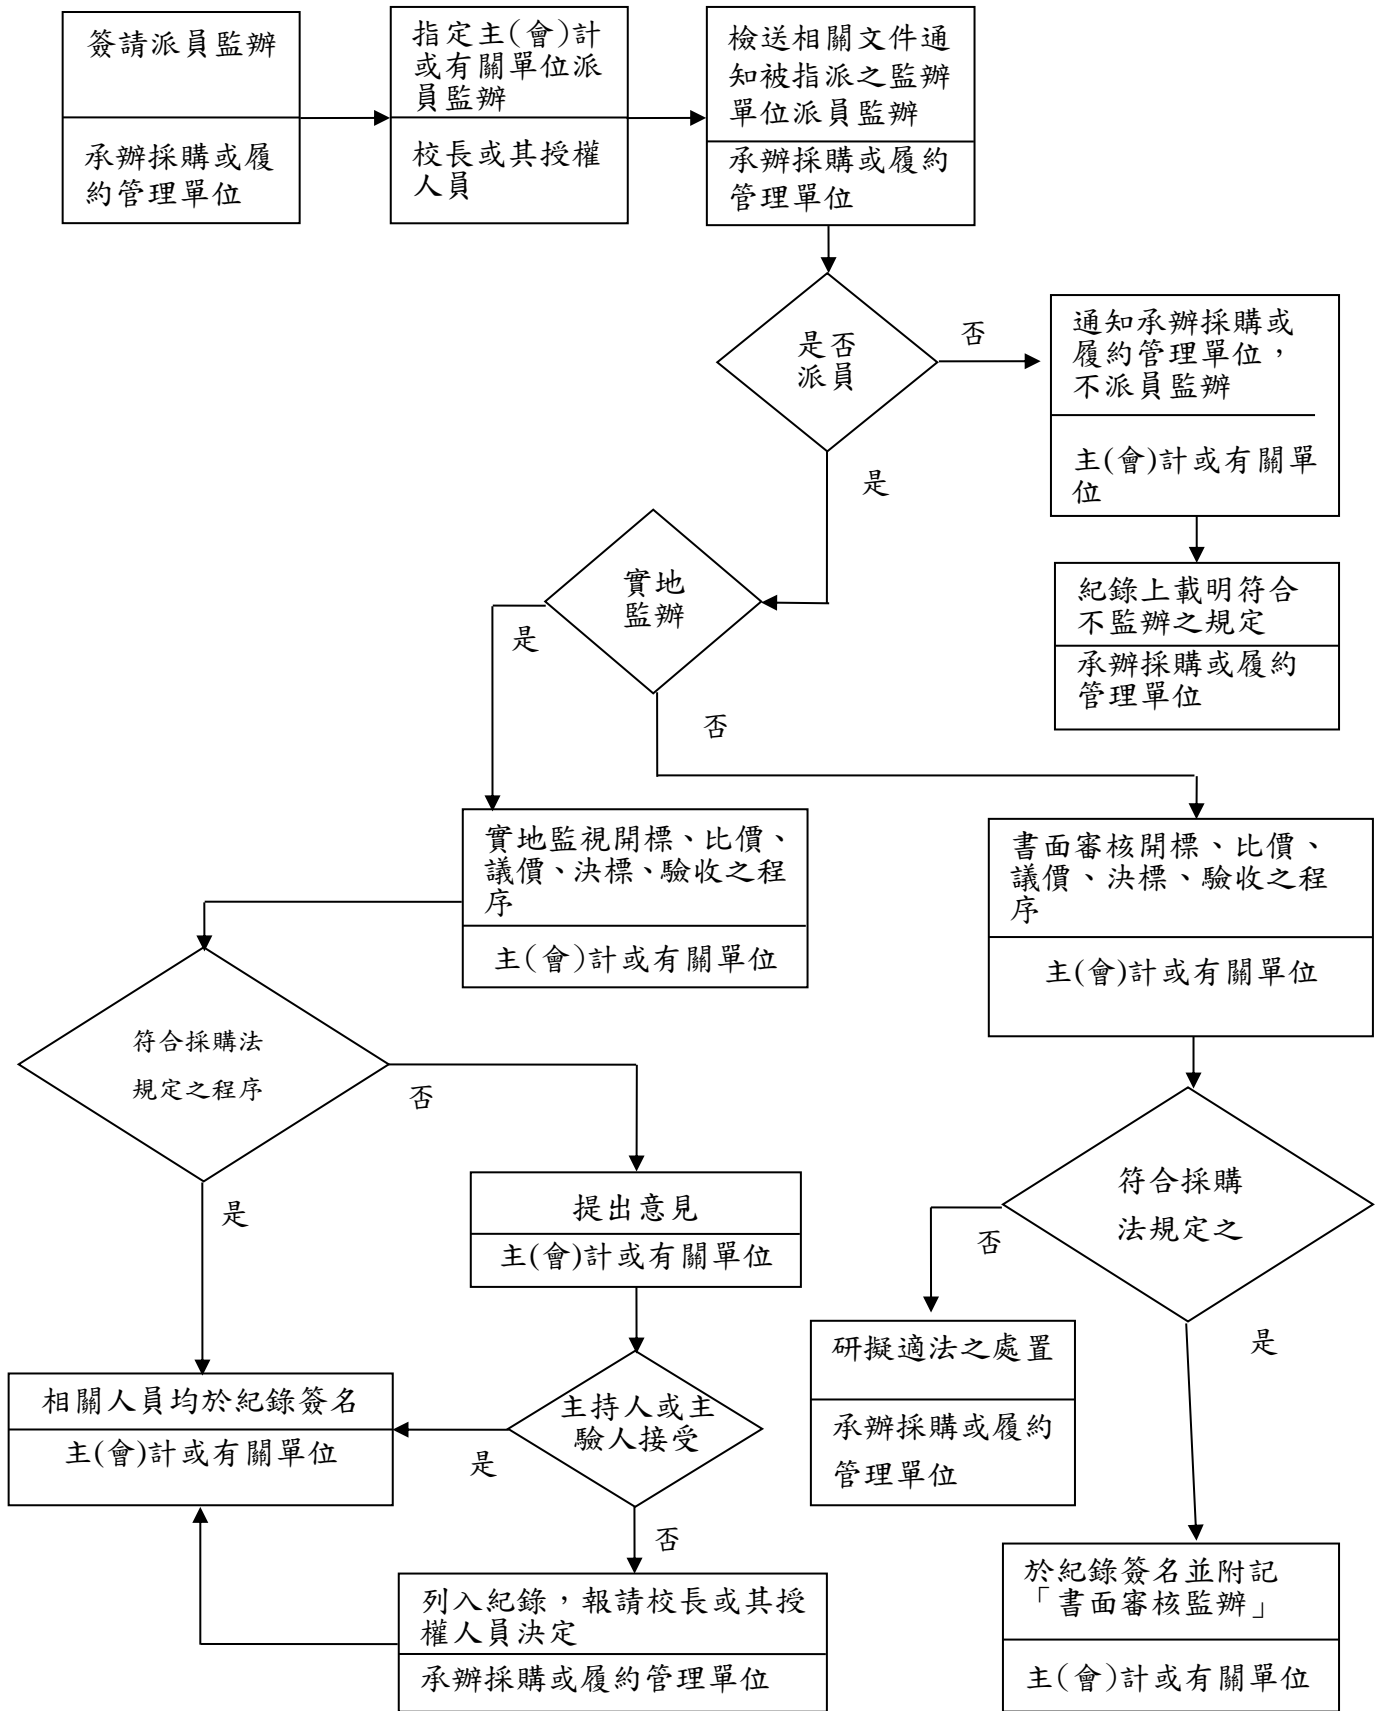 簽請派員監辦
承辦採購或履
約管理單位
指定主(會)計
或有關單位派
員監辦
校長或其授權
人員
檢送相關文件通
知被指派之監辦
單位派員監辦
承辦採購或履約
管理單位
是否
派員
否
是
通知承辦採購或
履約管理單位，
不派員監辦
主(會)計或有關單
位
紀錄上載明符合
不監辦之規定
承辦採購或履約
管理單位
實地
監辦
是
否
實地監視開標、比價、
議價、決標、驗收之程
序
主(會)計或有關單位
書面審核開標、比價、
議價、決標、驗收之程
序
主(會)計或有關單位
符合採購法
規定之程序
否
是
提出意見
主(會)計或有關單位
符合採購
法規定之
否
是
研擬適法之處置
承辦採購或履約
管理單位
相關人員均於紀錄簽名
主(會)計或有關單位
主持人或主
驗人接受
是
否
列入紀錄，報請校長或其授
權人員決定
承辦採購或履約管理單位
於紀錄簽名並附記
「書面審核監辦」
主(會)計或有關單位